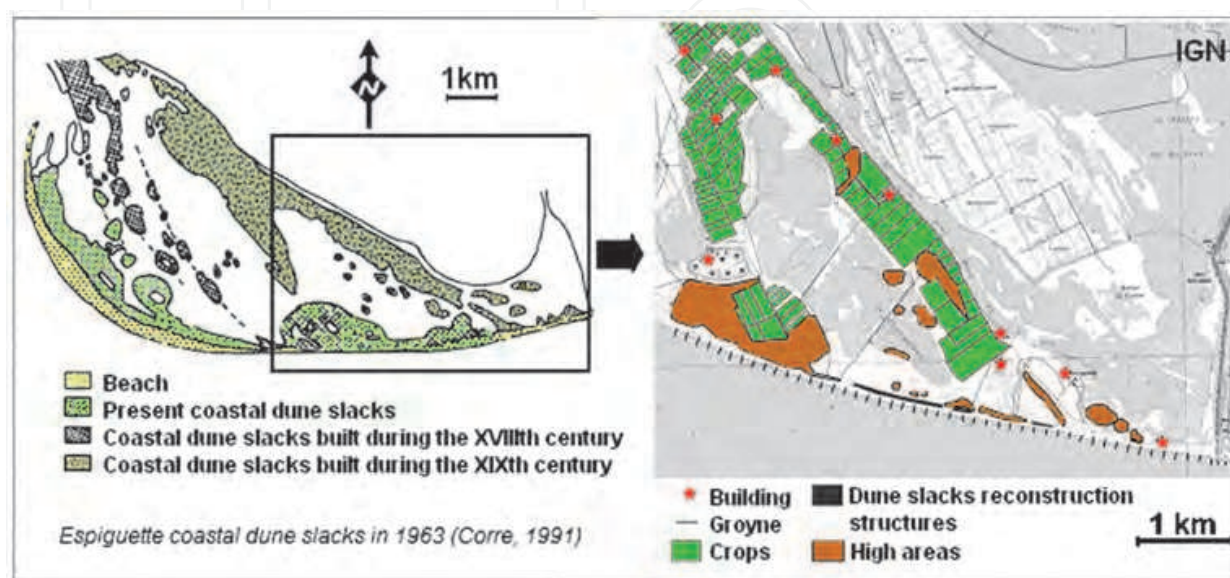 1km
N
Beach
Present coastal dune slacks
Coastal dune slacks built during the XVIIIth century
Coastal dune slacks built during the XIXth century
Espiguette coastal dune slacks in 1963 (Corre, 1991)
IGN
Building
Groyne
Crops
Dune slacks reconstruction
structures
High areas
1 km